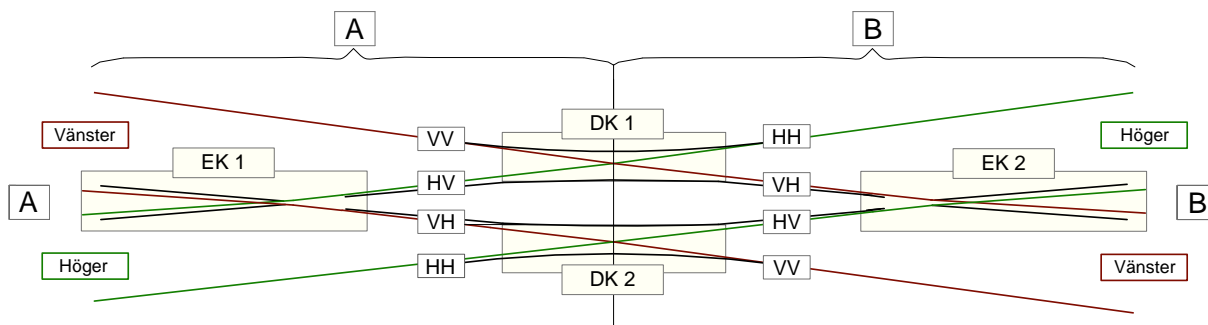 A
B
DK 1
Vänster
VV
HH
Höger
EK 1
EK 2
HV
VH
A
B
VH
HV
Höger
HH
DK 2
VV
Vänster